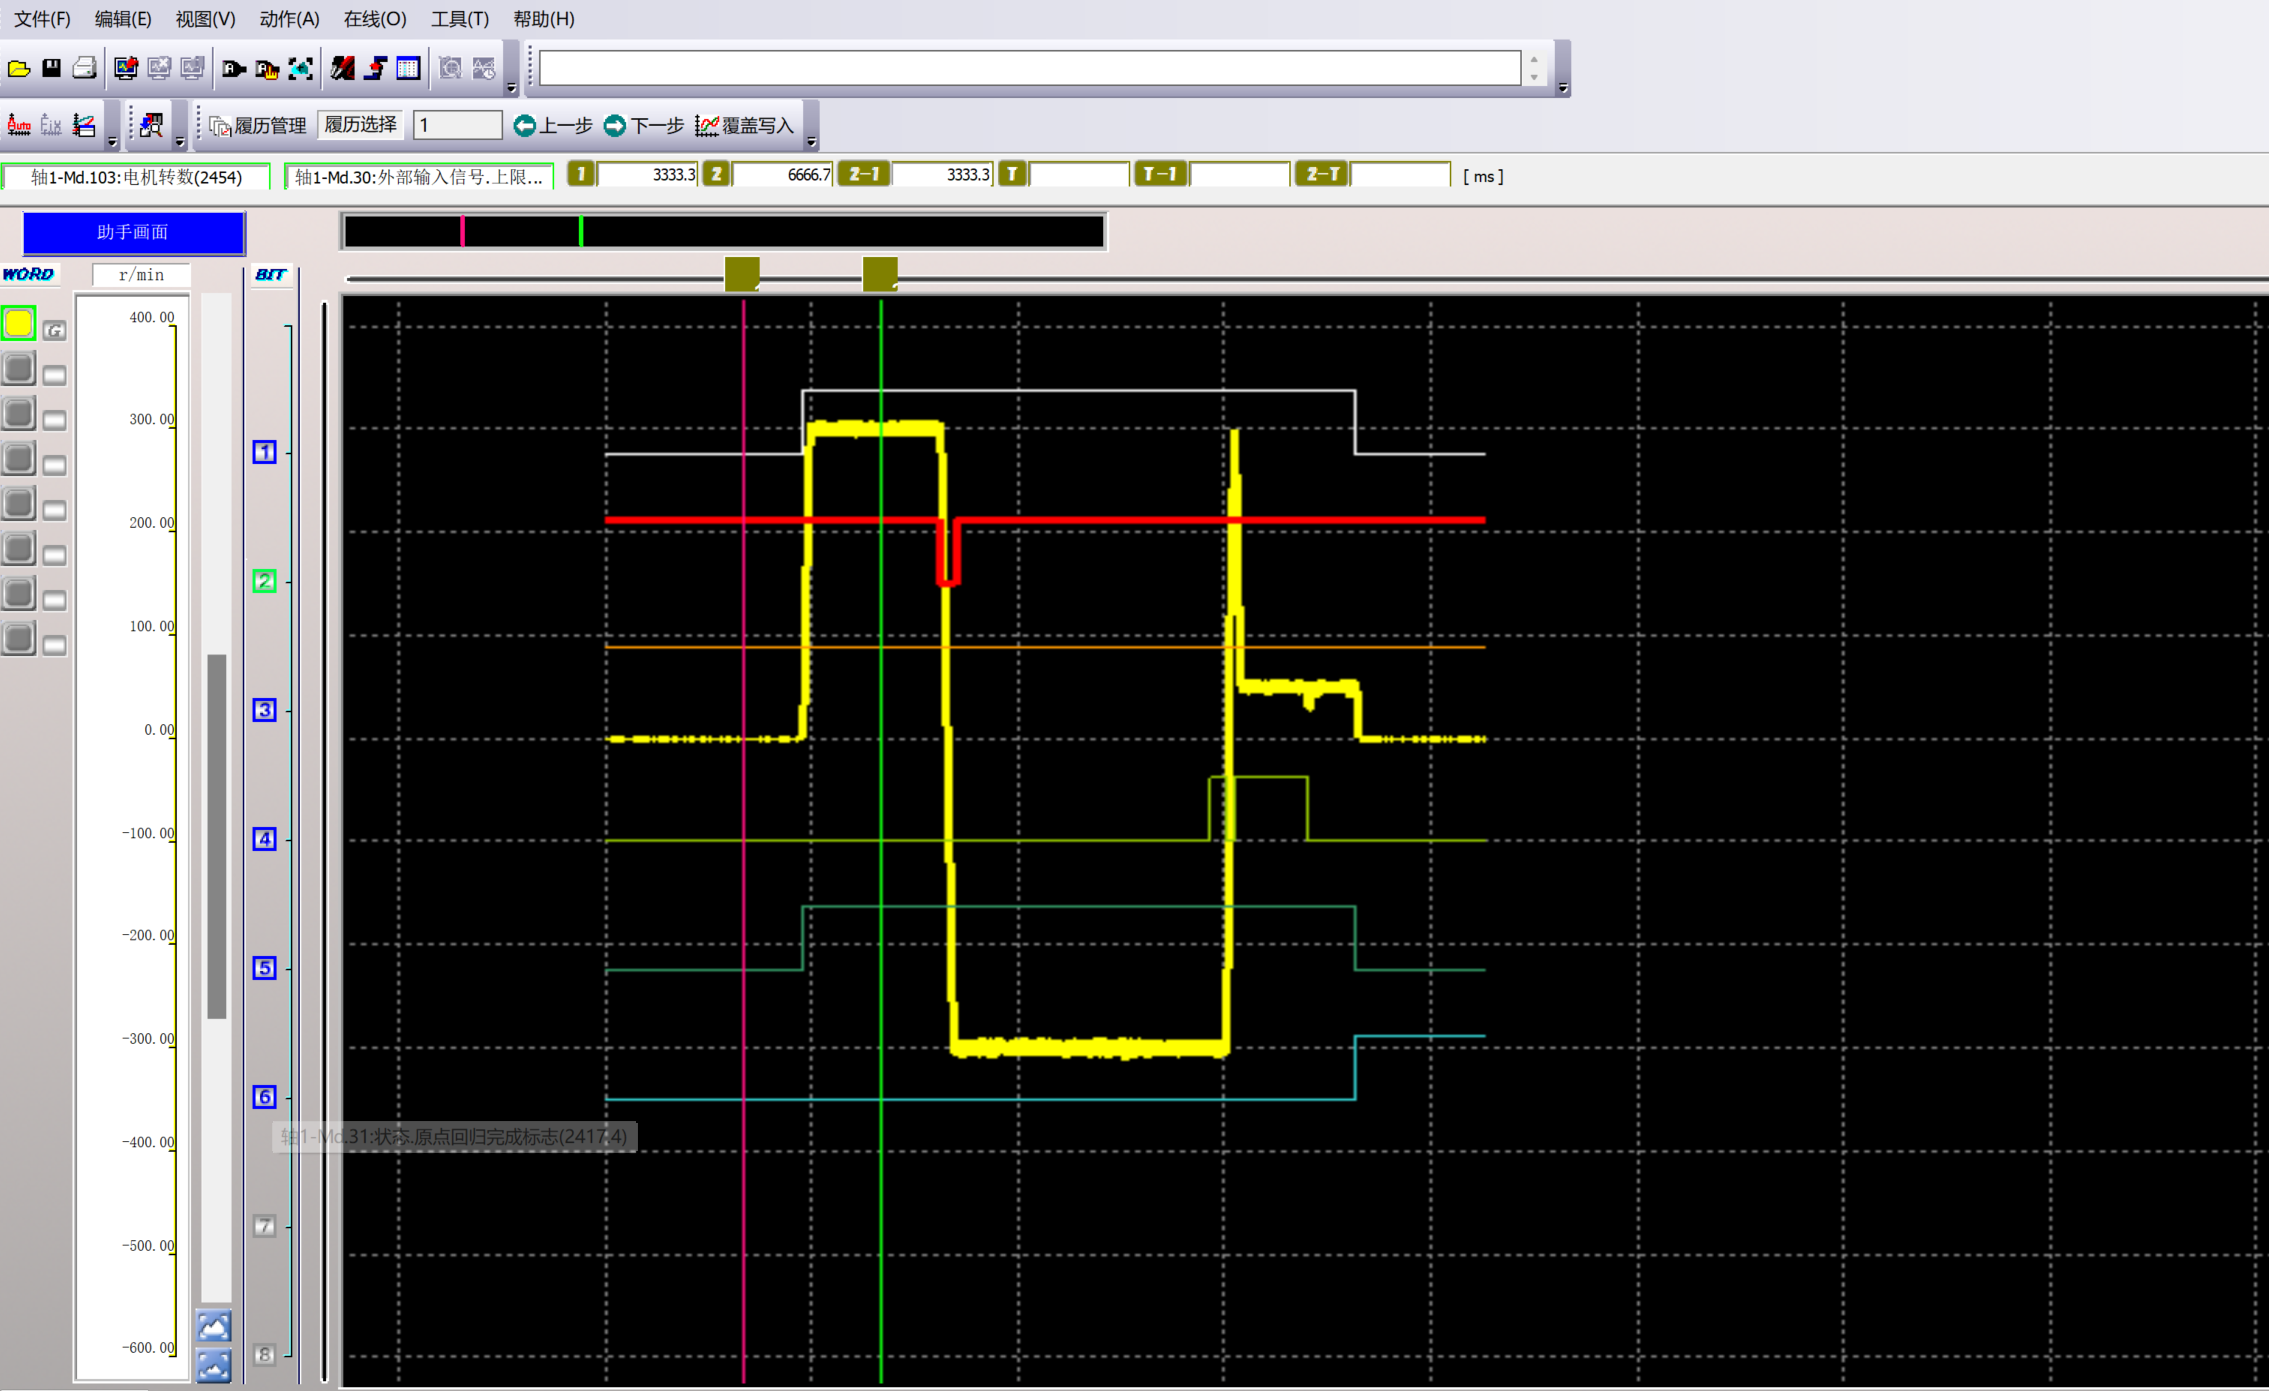 文件(F) 编辑(E) 视图(V) 动作(A) 在线(O) 工具(T) 帮助(H)
Auto Fix 履历管理 履历选择 1 上一步 下一步 覆盖写入
轴1-Md.103:电机转数(2454) 轴1-Md.30:外部输入信号.上限... 1 3333.3 2 6666.7 2-1 3333.3 T T-1 2-T [ ms ]
助手画面
WORD r/min BIT
400.00
G
300.00
1
200.00
2
100.00
3
0.00
-100.00
4
-200.00
5
-300.00
6
轴1-Md.31:状态.原点回归完成标志(2417.4)
-400.00
7
-500.00
-600.00
8